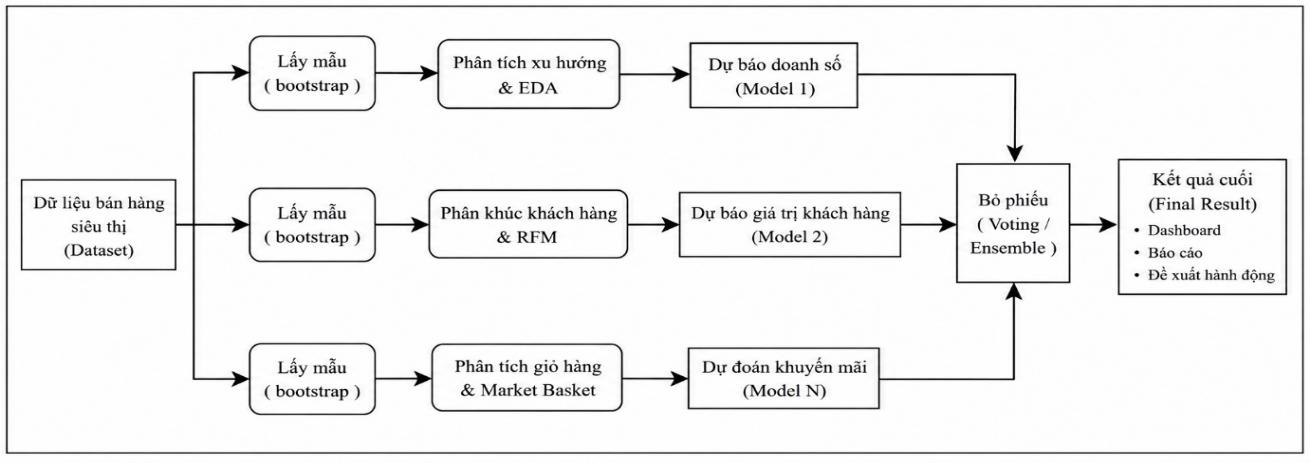 Lấy mẫu
( bootstrap )
Phân tích xu hướng
& EDA
Dự báo doanh số
(Model 1)
Dữ liệu bán hàng
siêu thị
(Dataset)
Lấy mẫu
( bootstrap )
Phân khúc khách hàng
& RFM
Dự báo giá trị khách hàng
(Model 2)
Bỏ phiếu
( Voting /
Ensemble )
Kết quả cuối
(Final Result)
• Dashboard
• Báo cáo
• Đề xuất hành động
Lấy mẫu
( bootstrap )
Phân tích giỏ hàng
& Market Basket
Dự đoán khuyến mãi
(Model N)